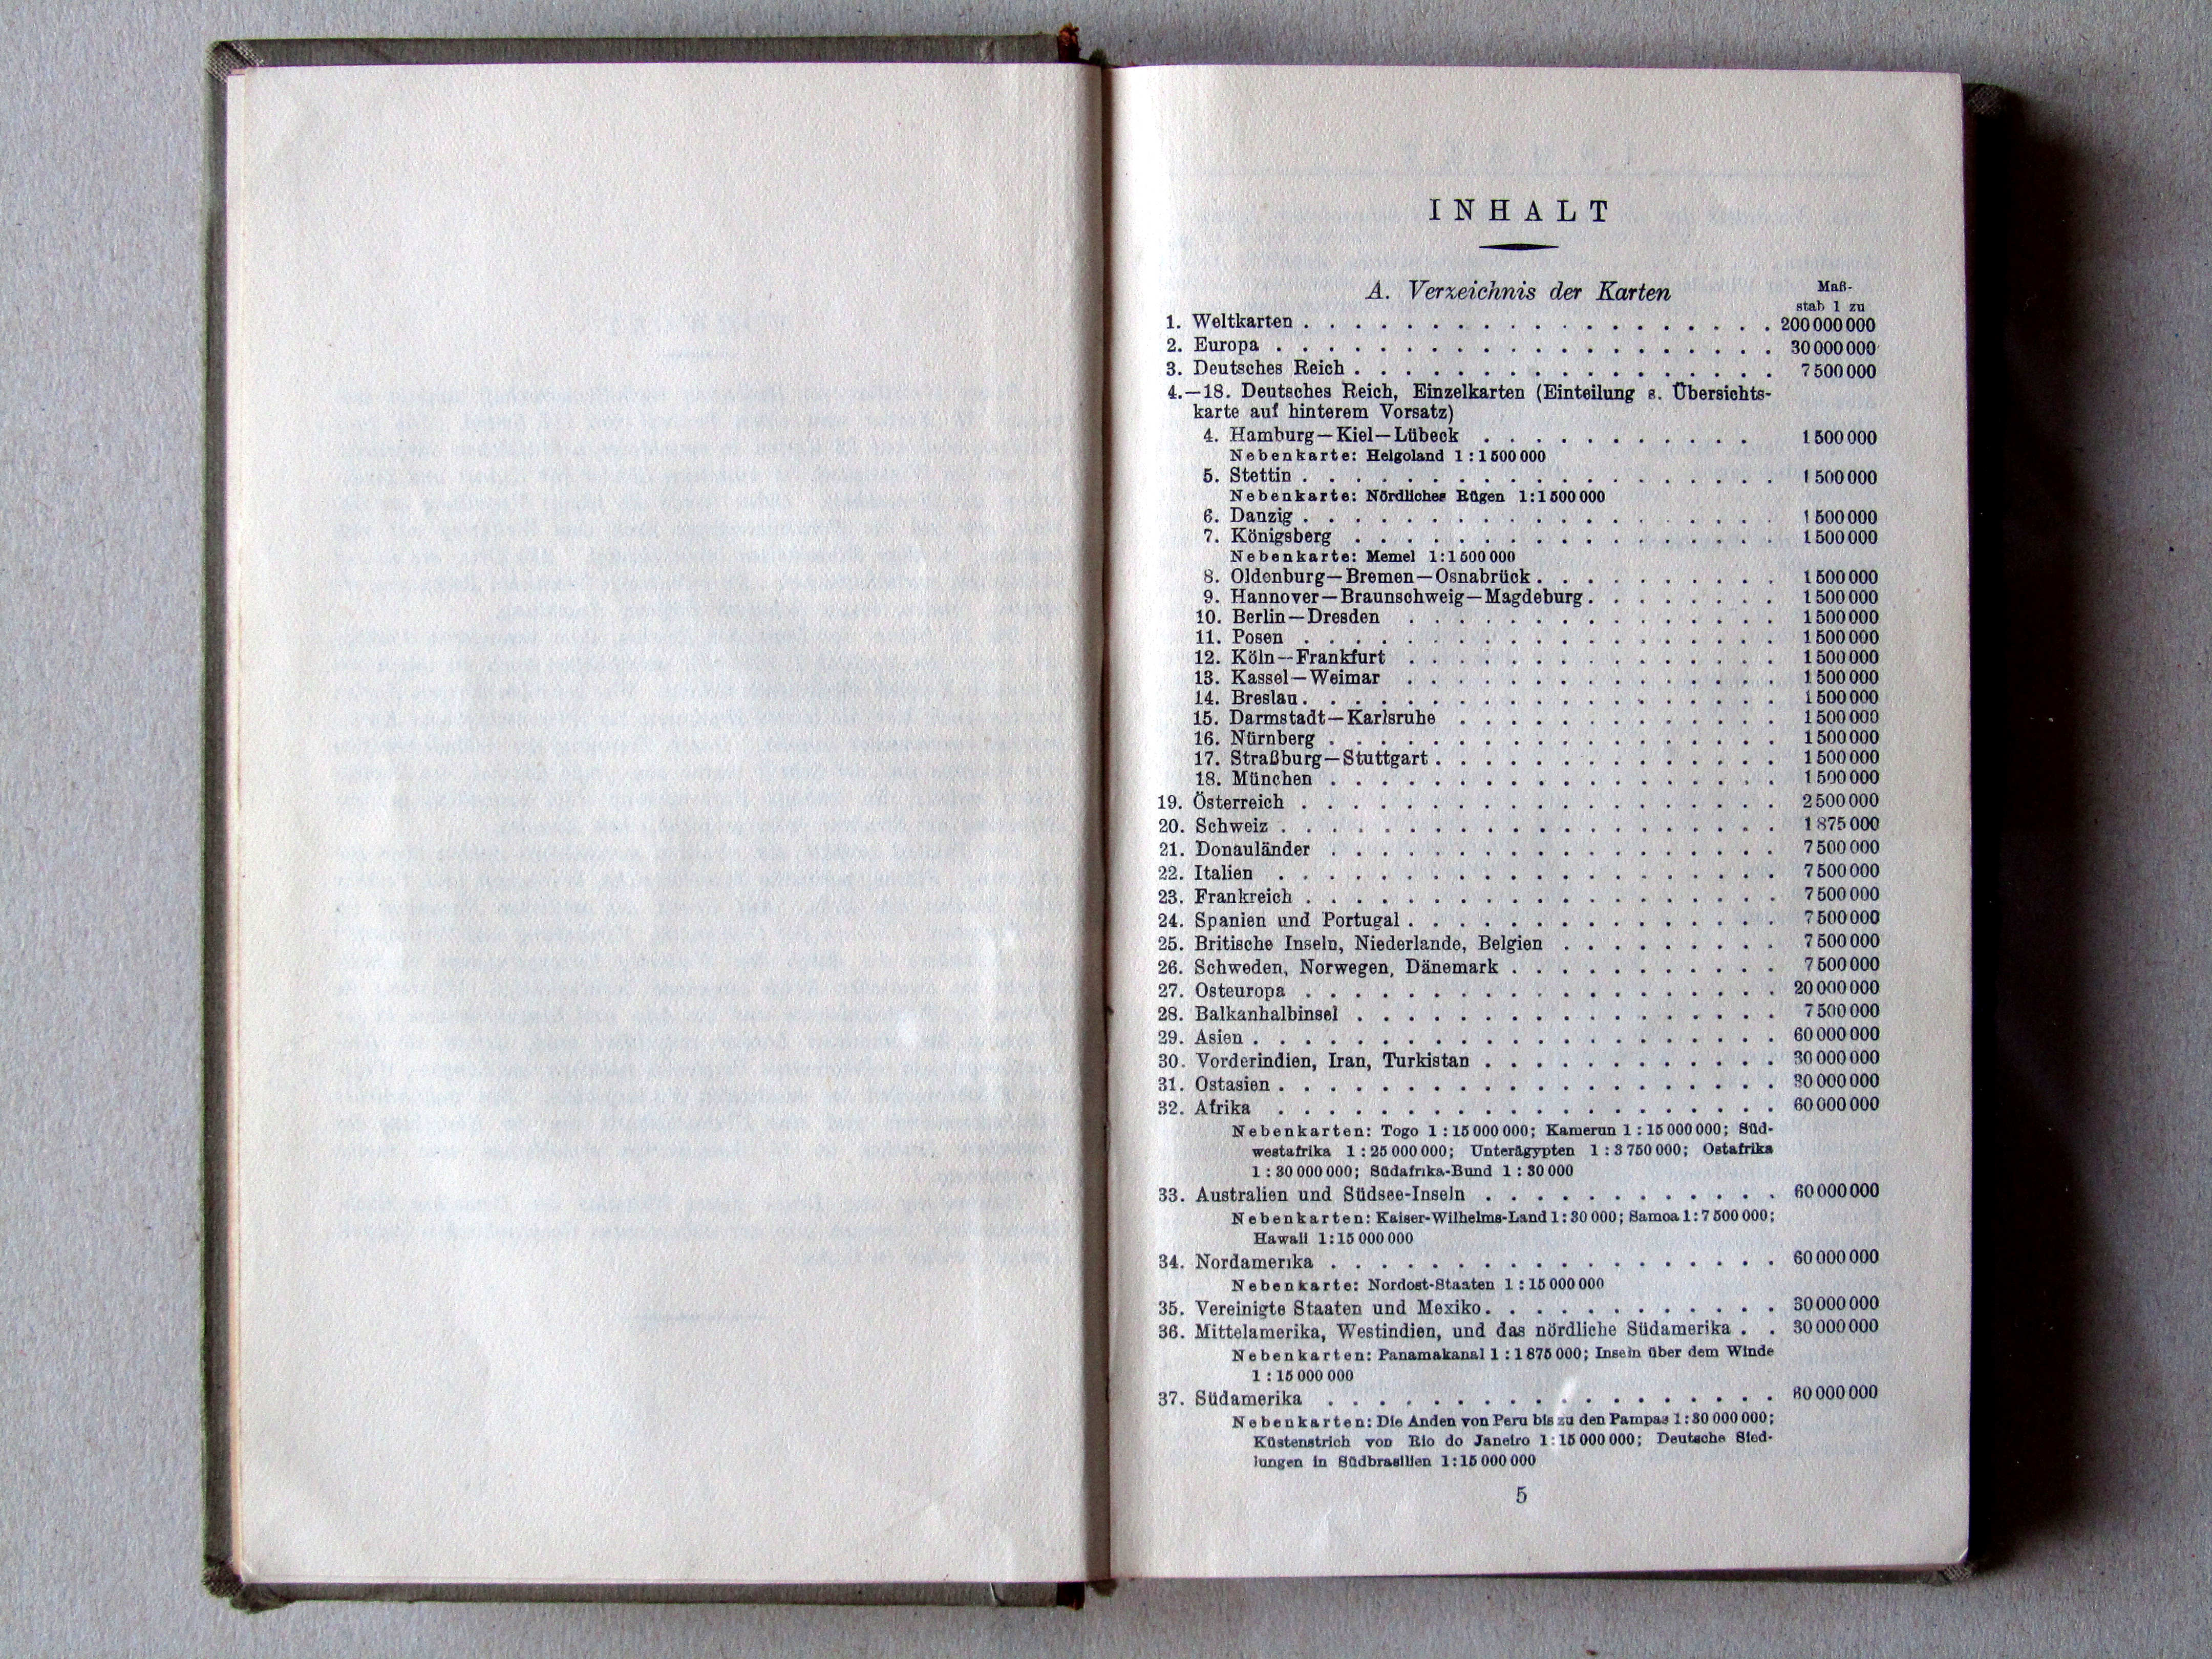 INHALT
A. Verzeichnis der Karten
Maß-
stab 1 zu
1. Weltkarten . . . . . . . . . . . . . . . . . . . 200 000 000
2. Europa . . . . . . . . . . . . . . . . . . . . 30 000 000
3. Deutsches Reich . . . . . . . . . . . . . . . . . 7 500 000
4.—18. Deutsches Reich, Einzelkarten (Einteilung s. Übersichts-
karte auf hinterem Vorsatz)
4. Hamburg—Kiel—Lübeck . . . . . . . . . . . 1 500 000
Nebenkarte: Helgoland 1 : 1 500 000
5. Stettin . . . . . . . . . . . . . . . . . . . 1 500 000
Nebenkarte: Nördliches Rügen 1:1 500 000
6. Danzig . . . . . . . . . . . . . . . . . . . 1 500 000
7. Königsberg . . . . . . . . . . . . . . . . . 1 500 000
Nebenkarte: Memel 1:1 500 000
8. Oldenburg—Bremen—Osnabrück . . . . . . . . . . 1 500 000
9. Hannover—Braunschweig—Magdeburg . . . . . . . . 1 500 000
10. Berlin—Dresden . . . . . . . . . . . . . . . 1 500 000
11. Posen . . . . . . . . . . . . . . . . . . . 1 500 000
12. Köln—Frankfurt . . . . . . . . . . . . . . . 1 500 000
13. Kassel—Weimar . . . . . . . . . . . . . . . 1 500 000
14. Breslau . . . . . . . . . . . . . . . . . . . 1 500 000
15. Darmstadt—Karlsruhe . . . . . . . . . . . . . 1 500 000
16. Nürnberg . . . . . . . . . . . . . . . . . . 1 500 000
17. Straßburg—Stuttgart . . . . . . . . . . . . . . 1 500 000
18. München . . . . . . . . . . . . . . . . . . 1 500 000
19. Österreich . . . . . . . . . . . . . . . . . . . 2 500 000
20. Schweiz . . . . . . . . . . . . . . . . . . . . 1 875 000
21. Donauländer . . . . . . . . . . . . . . . . . . 7 500 000
22. Italien . . . . . . . . . . . . . . . . . . . . 7 500 000
23. Frankreich . . . . . . . . . . . . . . . . . . . 7 500 000
24. Spanien und Portugal . . . . . . . . . . . . . . . 7 500 000
25. Britische Inseln, Niederlande, Belgien . . . . . . . . . 7 500 000
26. Schweden, Norwegen, Dänemark . . . . . . . . . . . 7 500 000
27. Osteuropa . . . . . . . . . . . . . . . . . . . 20 000 000
28. Balkanhalbinsel . . . . . . . . . . . . . . . . . 7 500 000
29. Asien . . . . . . . . . . . . . . . . . . . . . 60 000 000
30. Vorderindien, Iran, Turkistan . . . . . . . . . . . . 30 000 000
31. Ostasien . . . . . . . . . . . . . . . . . . . . 30 000 000
32. Afrika . . . . . . . . . . . . . . . . . . . . 60 000 000
Nebenkarten: Togo 1 : 15 000 000; Kamerun 1 : 15 000 000; Süd-
westafrika 1 : 25 000 000; Unterägypten 1 : 3 750 000; Ostafrika
1 : 30 000 000; Südafrika-Bund 1 : 30 000
33. Australien und Südsee-Inseln . . . . . . . . . . . . 60 000 000
Nebenkarten: Kaiser-Wilhelms-Land 1 : 30 000; Samoa 1 : 7 500 000;
Hawaii 1:15 000 000
34. Nordamerika . . . . . . . . . . . . . . . . . . 60 000 000
Nebenkarte: Nordost-Staaten 1 : 15 000 000
35. Vereinigte Staaten und Mexiko . . . . . . . . . . . . 30 000 000
36. Mittelamerika, Westindien, und das nördliche Südamerika . . 30 000 000
Nebenkarten: Panamakanal 1 : 1 875 000; Inseln über dem Winde
1 : 15 000 000
37. Südamerika . . . . . . . . . . . . . . . . . . 60 000 000
Nebenkarten: Die Anden von Peru bis zu den Pampas 1 : 30 000 000;
Küstenstrich von Rio do Janeiro 1:15 000 000; Deutsche Sied-
lungen in Südbrasilien 1:15 000 000
5